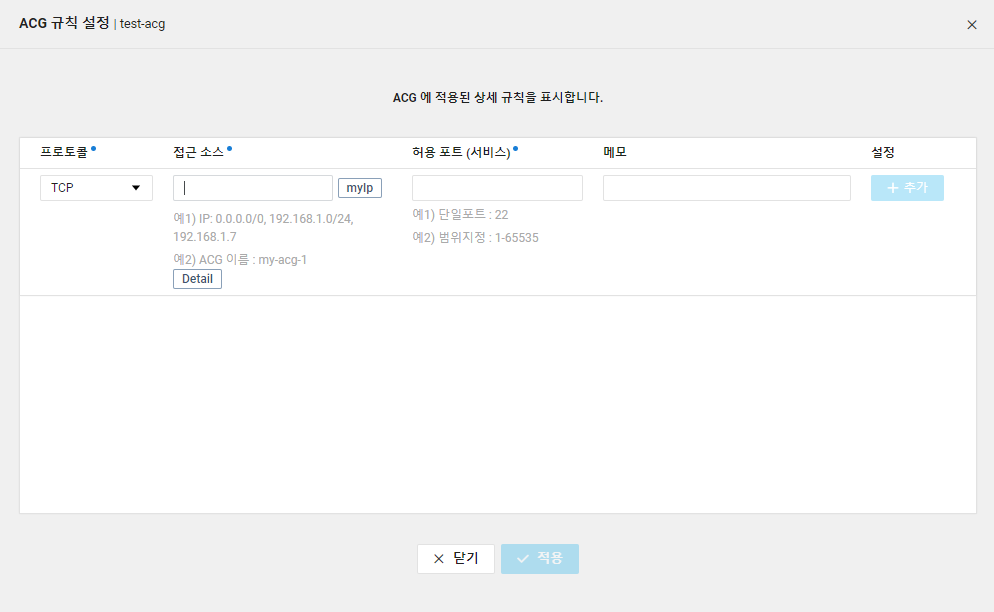 ACG 규칙 설정 | test-acg
ACG 에 적용된 상세 규칙을 표시합니다.
프로토콜 접근 소스 허용 포트 (서비스) 메모 설정
TCP myIp 추가
예1) IP: 0.0.0.0/0, 192.168.1.0/24,
192.168.1.7
예2) ACG 이름 : my-acg-1
Detail
예1) 단일포트 : 22
예2) 범위지정 : 1-65535
닫기 적용